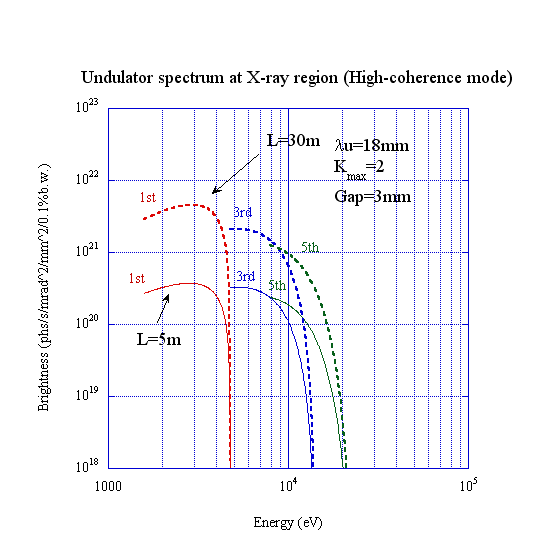 Undulator spectrum at X-ray region (High-coherence mode)
10^23
10^22
10^21
10^20
10^19
10^18
1000
10^4
10^5
Brightness (phs/s/mrad^2/mm^2/0.1%b.w.)
Energy (eV)
L=30m
λu=18mm
K_max=2
Gap=3mm
1st
3rd
5th
1st
3rd
5th
L=5m